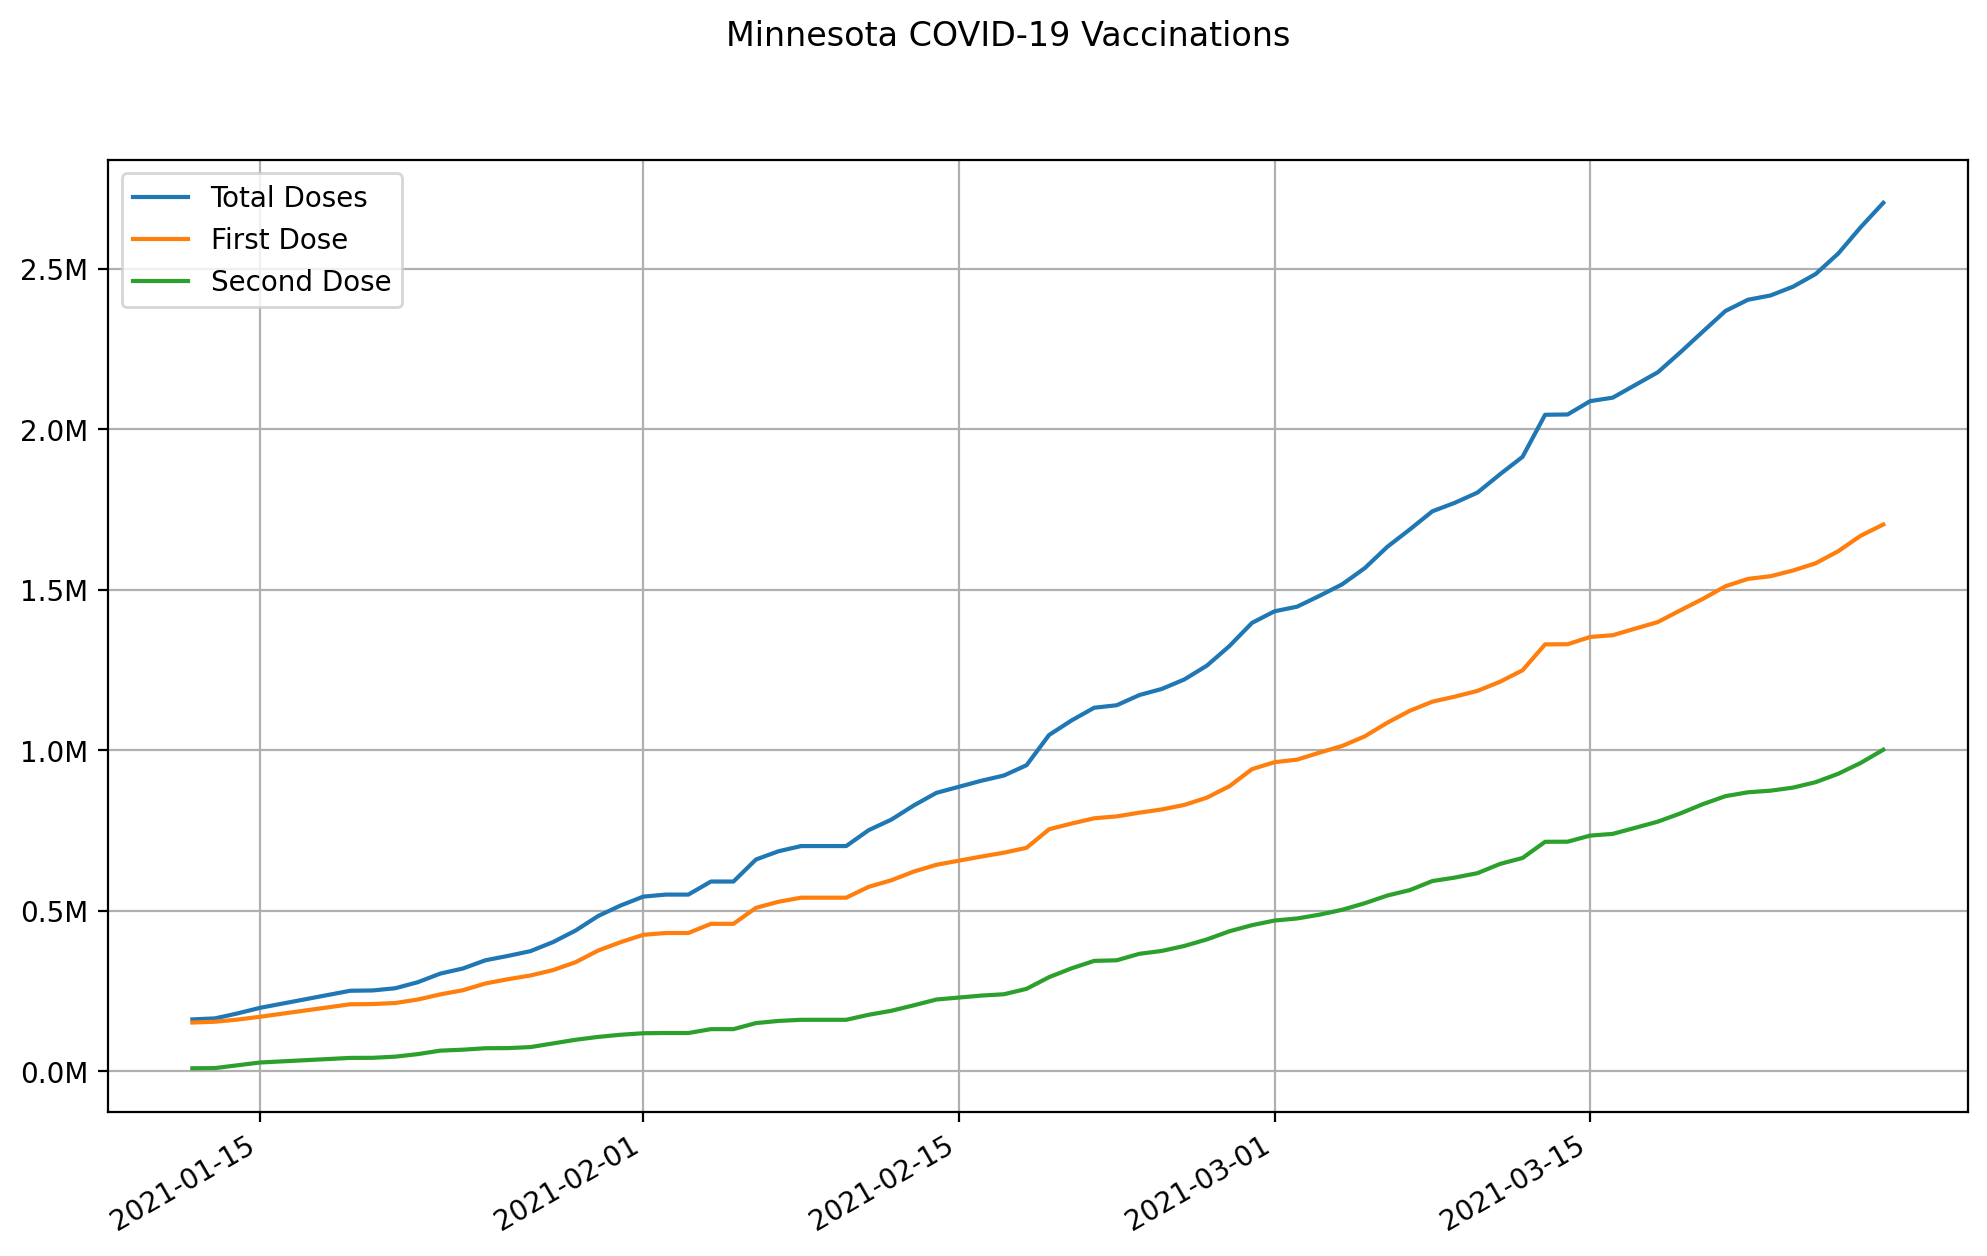 Minnesota COVID-19 Vaccinations
Total Doses
First Dose
Second Dose
2.5M
2.0M
1.5M
1.0M
0.5M
0.0M
2021-01-15
2021-02-01
2021-02-15
2021-03-01
2021-03-15